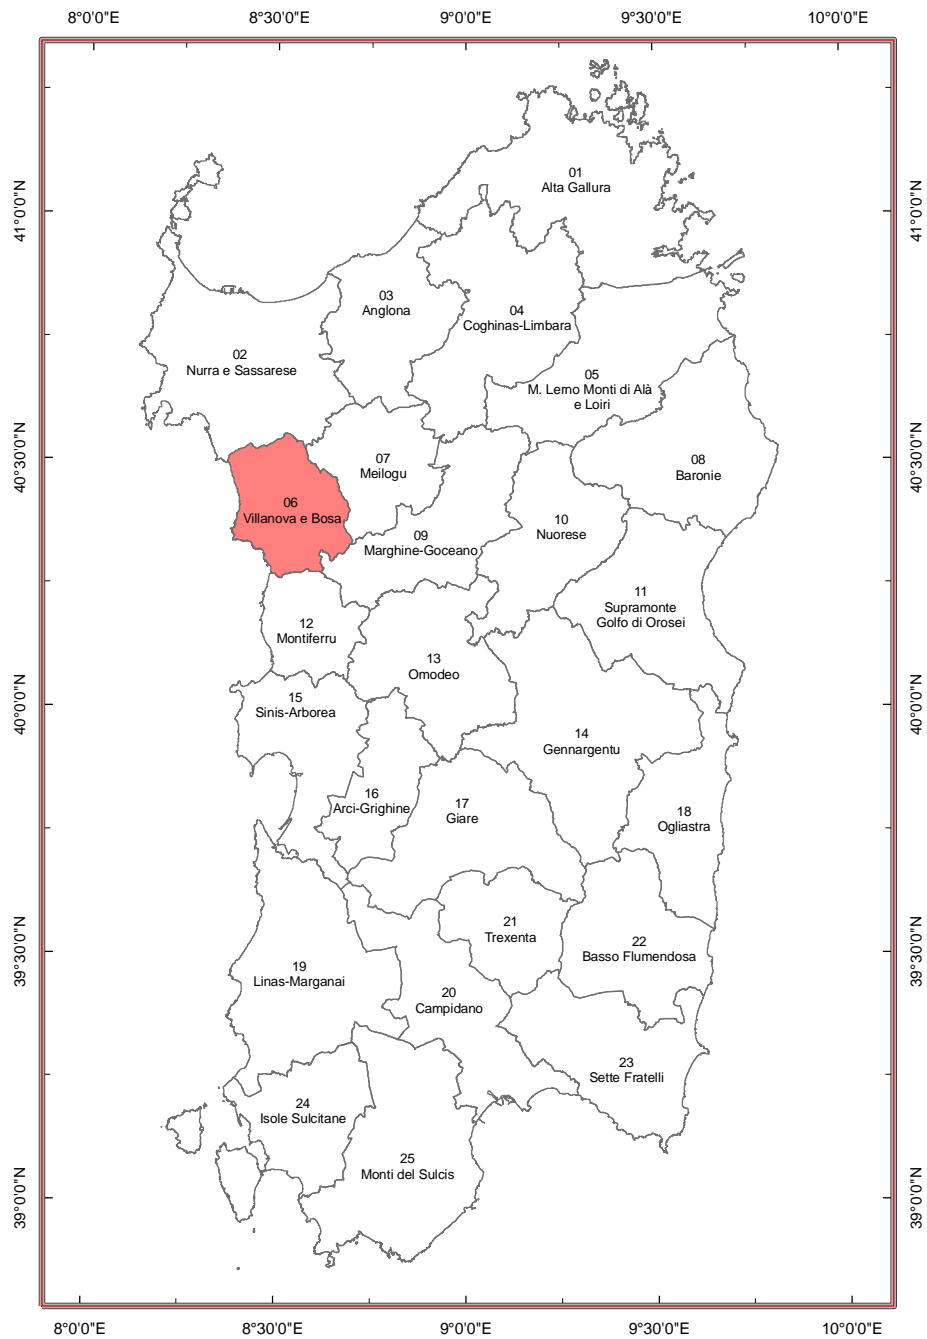 8°0'0"E 8°30'0"E 9°0'0"E 9°30'0"E 10°0'0"E
41°0'0"N
41°0'0"N
01
Alta Gallura
03
Anglona
04
Coghinas-Limbara
02
Nurra e Sassarese
05
M. Lerno Monti di Alà
e Loiri
40°30'0"N
40°30'0"N
07
Meilogu
08
Baronie
06
Villanova e Bosa
10
Nuorese
09
Marghine-Goceano
11
Supramonte
Golfo di Orosei
12
Montiferru
13
Omodeo
40°0'0"N
40°0'0"N
15
Sinis-Arborea
14
Gennargentu
16
Arci-Grighine
17
Giare
18
Ogliastra
39°30'0"N
39°30'0"N
21
Trexenta
22
Basso Flumendosa
19
Linas-Marganai
20
Campidano
23
Sette Fratelli
24
Isole Sulcitane
25
Monti del Sulcis
39°0'0"N
39°0'0"N
8°0'0"E 8°30'0"E 9°0'0"E 9°30'0"E 10°0'0"E